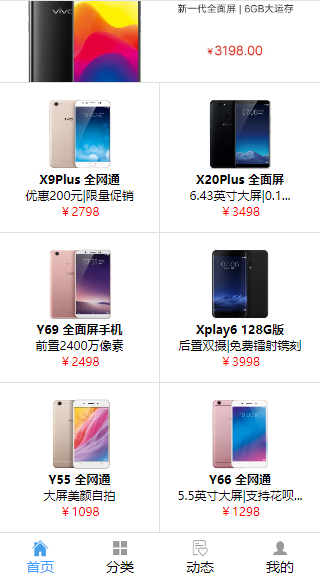 vivo
新一代全面屏 | 6GB大运存
¥3198.00
X9Plus 全网通
优惠200元|限量促销
¥2798
X20Plus 全面屏
6.43英寸大屏|0.1...
¥3498
Y69 全面屏手机
前置2400万像素
¥2498
Xplay6 128G版
后置双摄|免费镭射镌刻
¥3998
Y55 全网通
大屏美颜自拍
¥1098
Y66 全网通
5.5英寸大屏|支持花呗...
¥1298
首页
分类
动态
我的